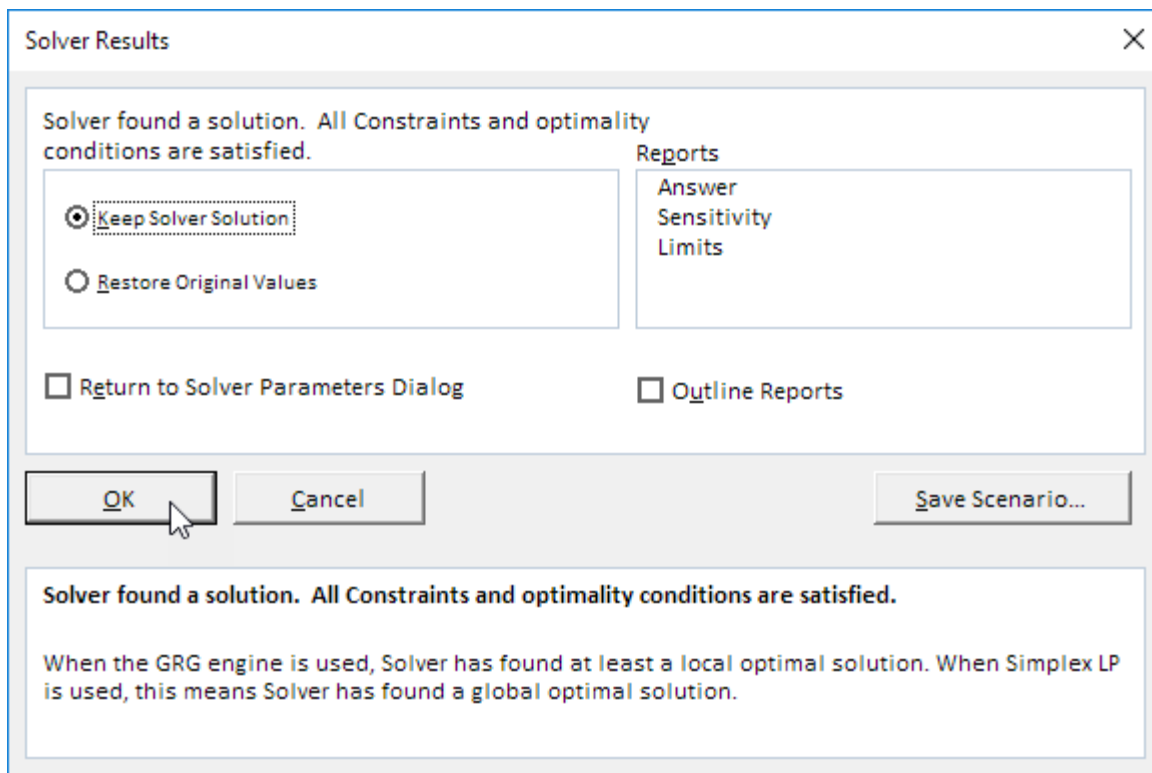 Solver Results
Solver found a solution.  All Constraints and optimality
conditions are satisfied.
Reports
Keep Solver Solution
Restore Original Values
Answer
Sensitivity
Limits
Return to Solver Parameters Dialog
Outline Reports
OK
Cancel
Save Scenario...
Solver found a solution.  All Constraints and optimality conditions are satisfied.
When the GRG engine is used, Solver has found at least a local optimal solution. When Simplex LP
is used, this means Solver has found a global optimal solution.